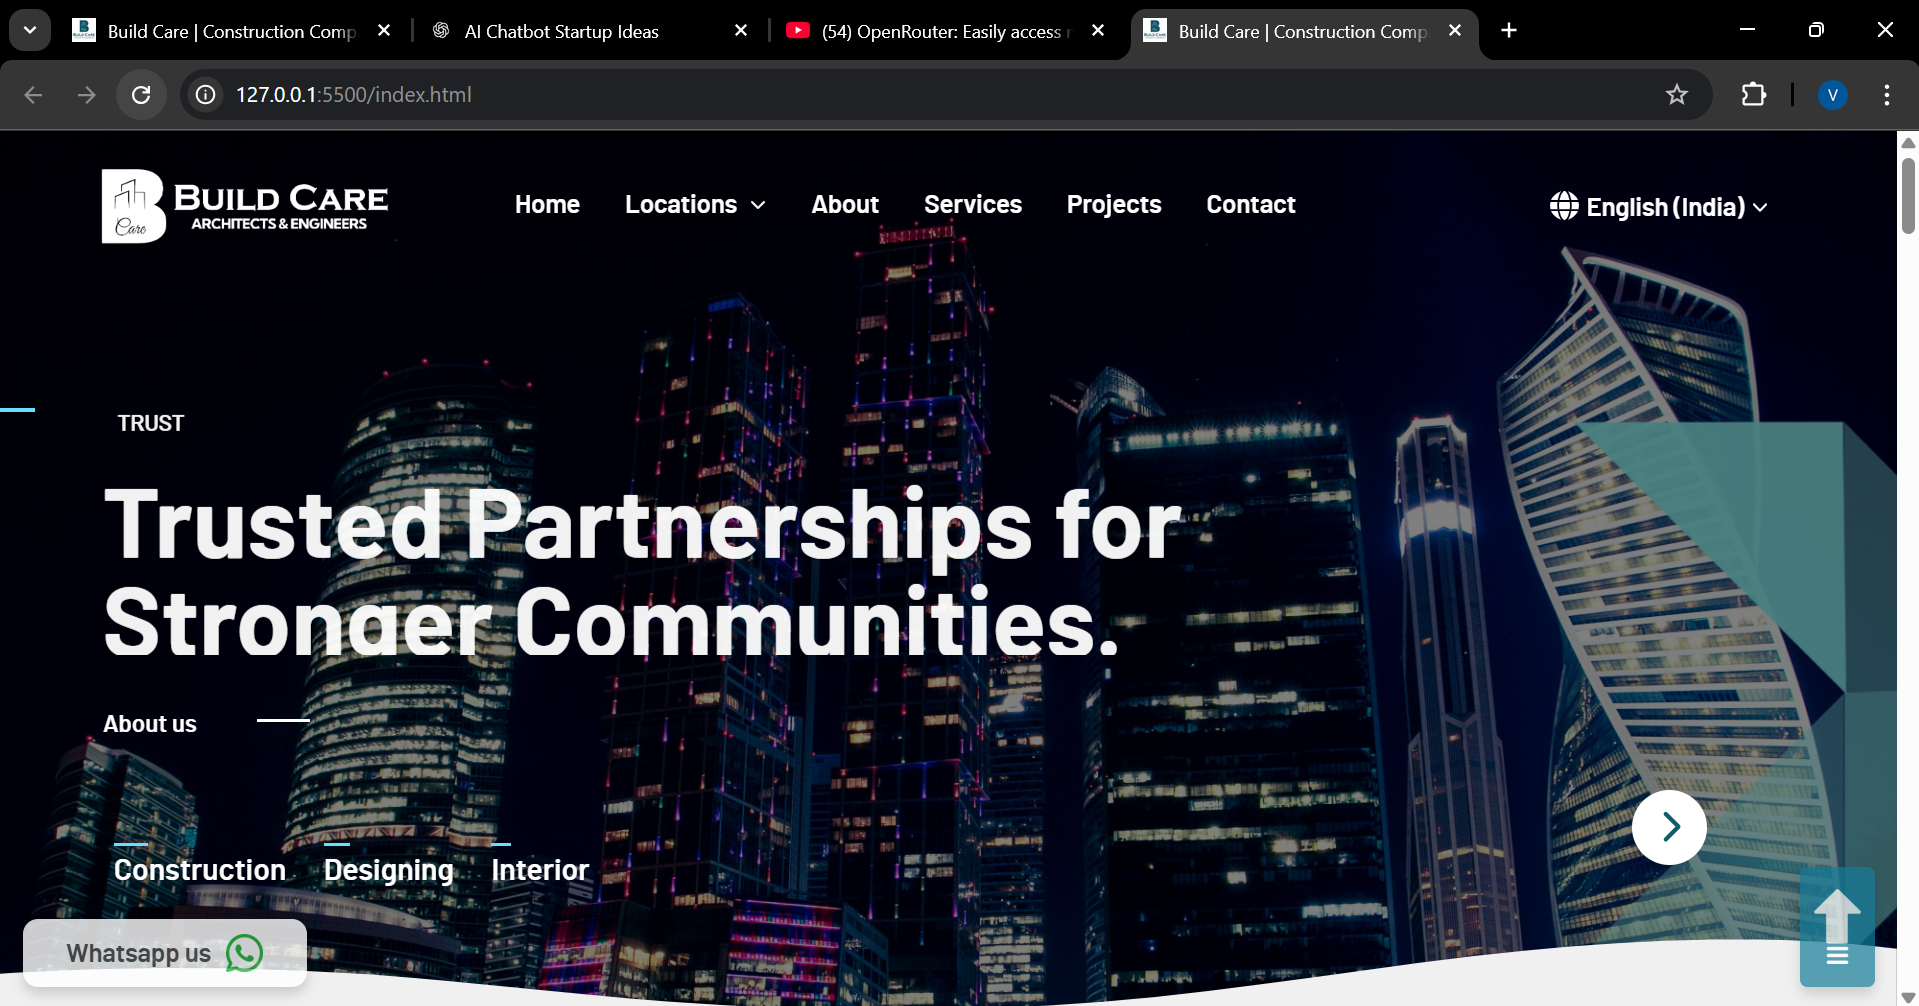 Build Care | Construction Comp
AI Chatbot Startup Ideas
(54) OpenRouter: Easily access
Build Care | Construction Comp
127.0.0.1:5500/index.html
V
B
Care
BUILD CARE
ARCHITECTS & ENGINEERS
Home
Locations
About
Services
Projects
Contact
English (India)
TRUST
Trusted Partnerships for
Stronger Communities.
About us
Construction
Designing
Interior
Whatsapp us